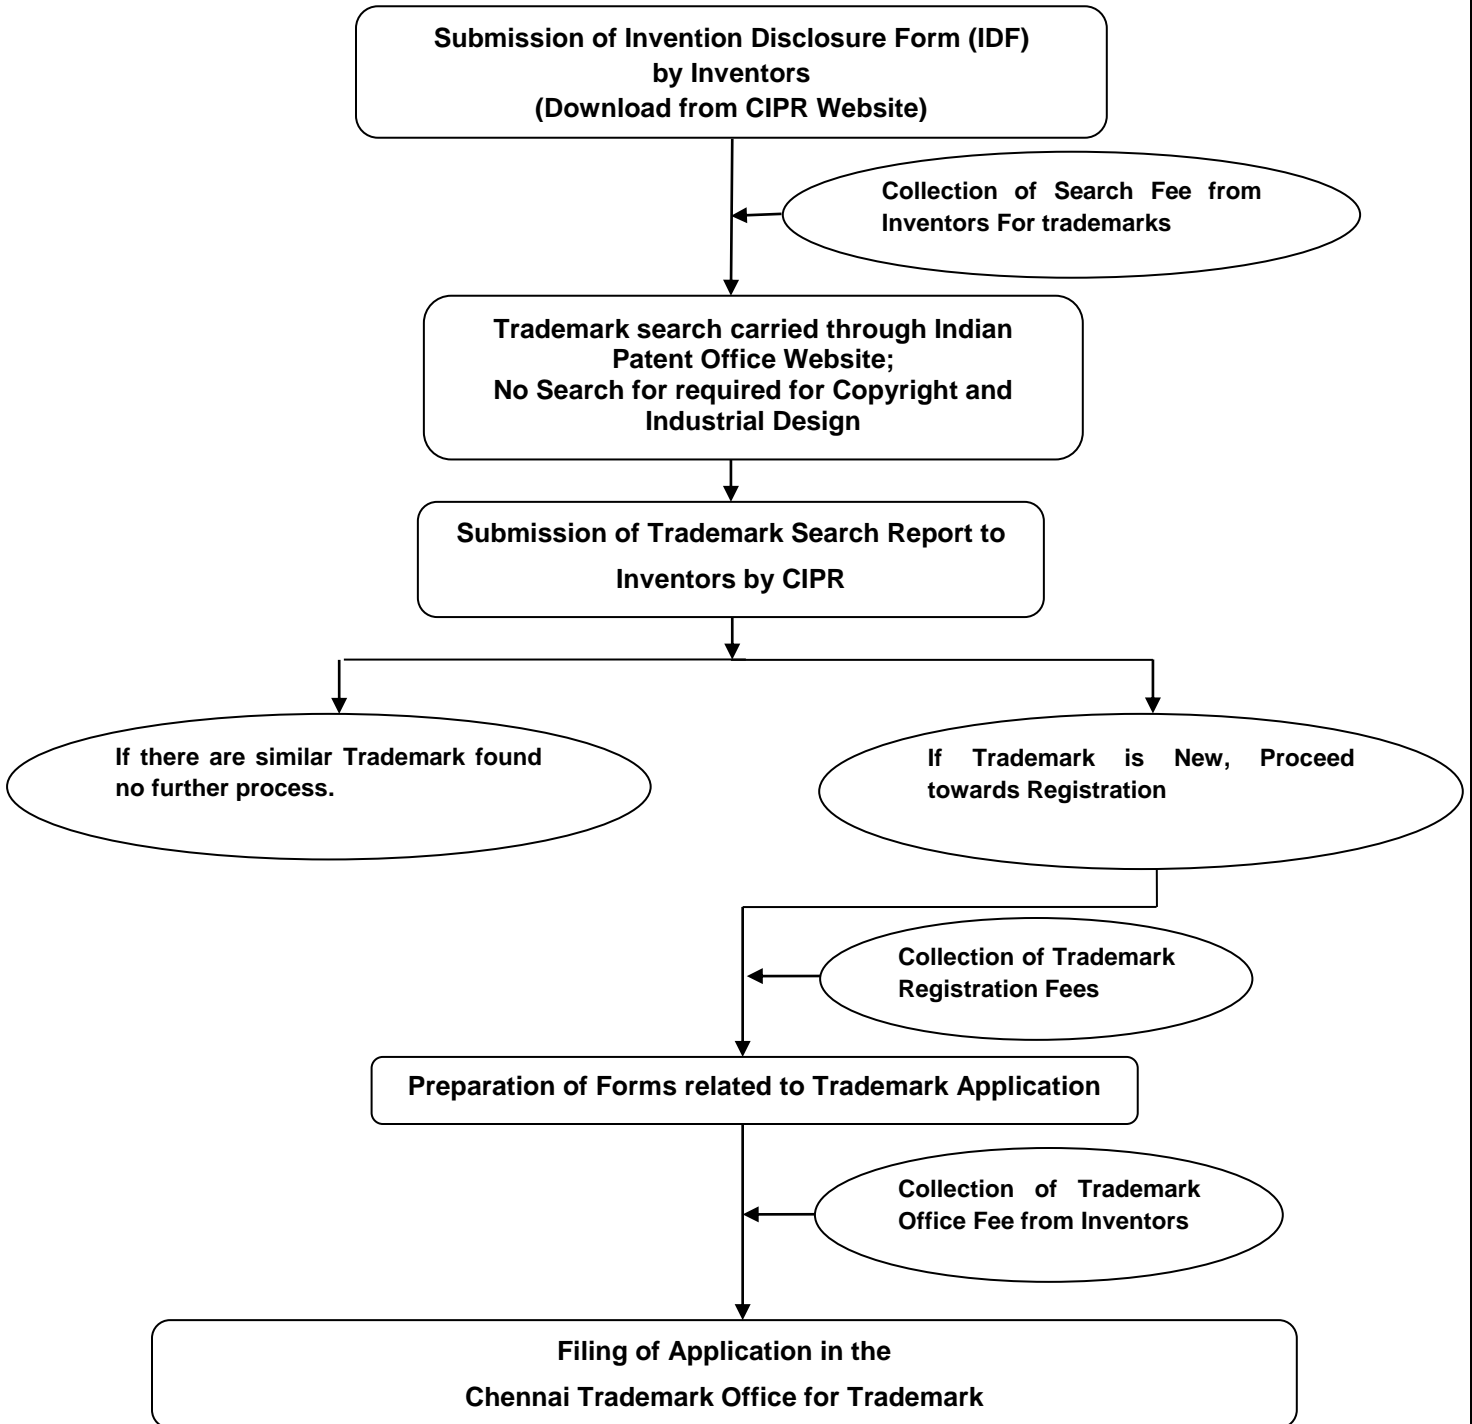 Submission of Invention Disclosure Form (IDF)
by Inventors
(Download from CIPR Website)
Collection of Search Fee from
Inventors For trademarks
Trademark search carried through Indian
Patent Office Website;
No Search for required for Copyright and
Industrial Design
Submission of Trademark Search Report to
Inventors by CIPR
If there are similar Trademark found
no further process.
If Trademark is New, Proceed
towards Registration
Collection of Trademark
Registration Fees
Preparation of Forms related to Trademark Application
Collection of Trademark
Office Fee from Inventors
Filing of Application in the
Chennai Trademark Office for Trademark